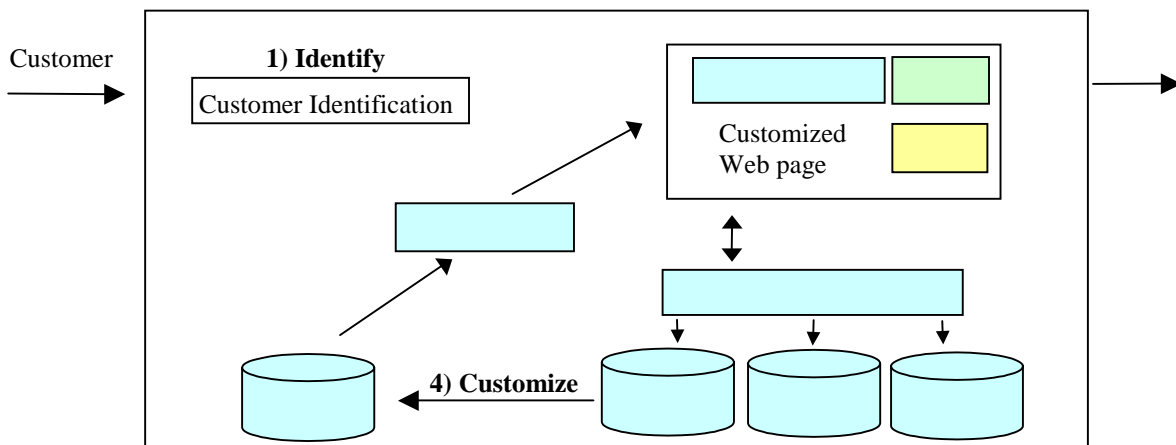 Customer
1) Identify
Customer Identification
Customized
Web page
4) Customize